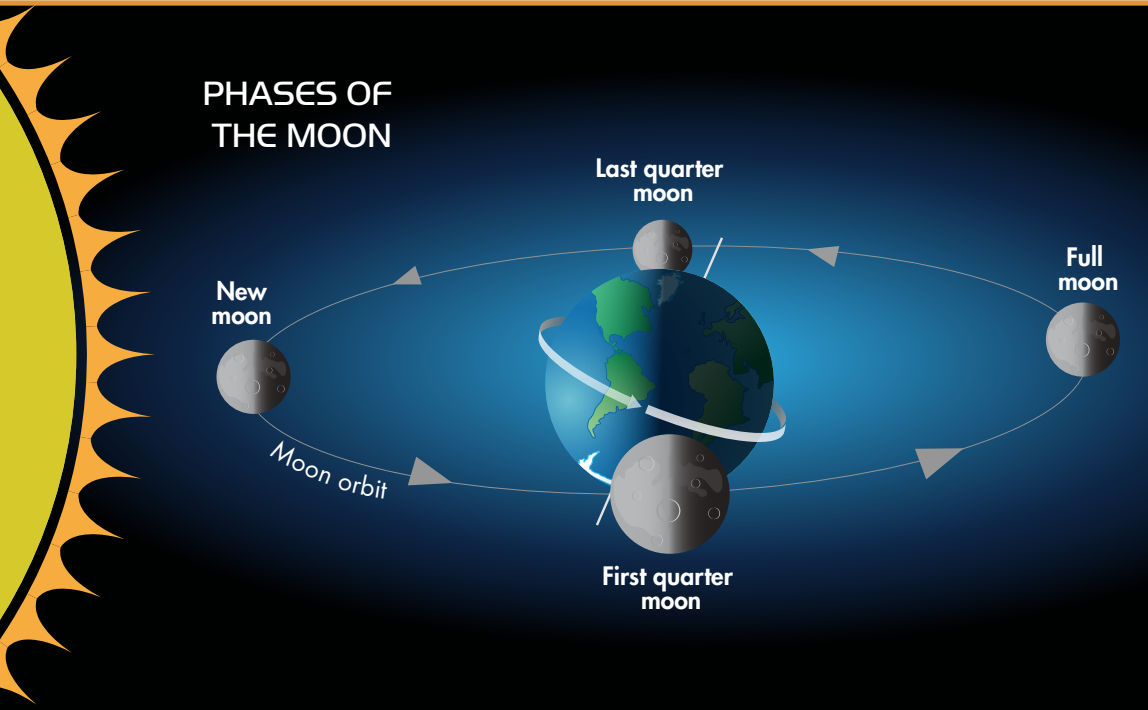 PHASES OF
THE MOON
Last quarter
moon
Full
moon
New
moon
Moon orbit
First quarter
moon